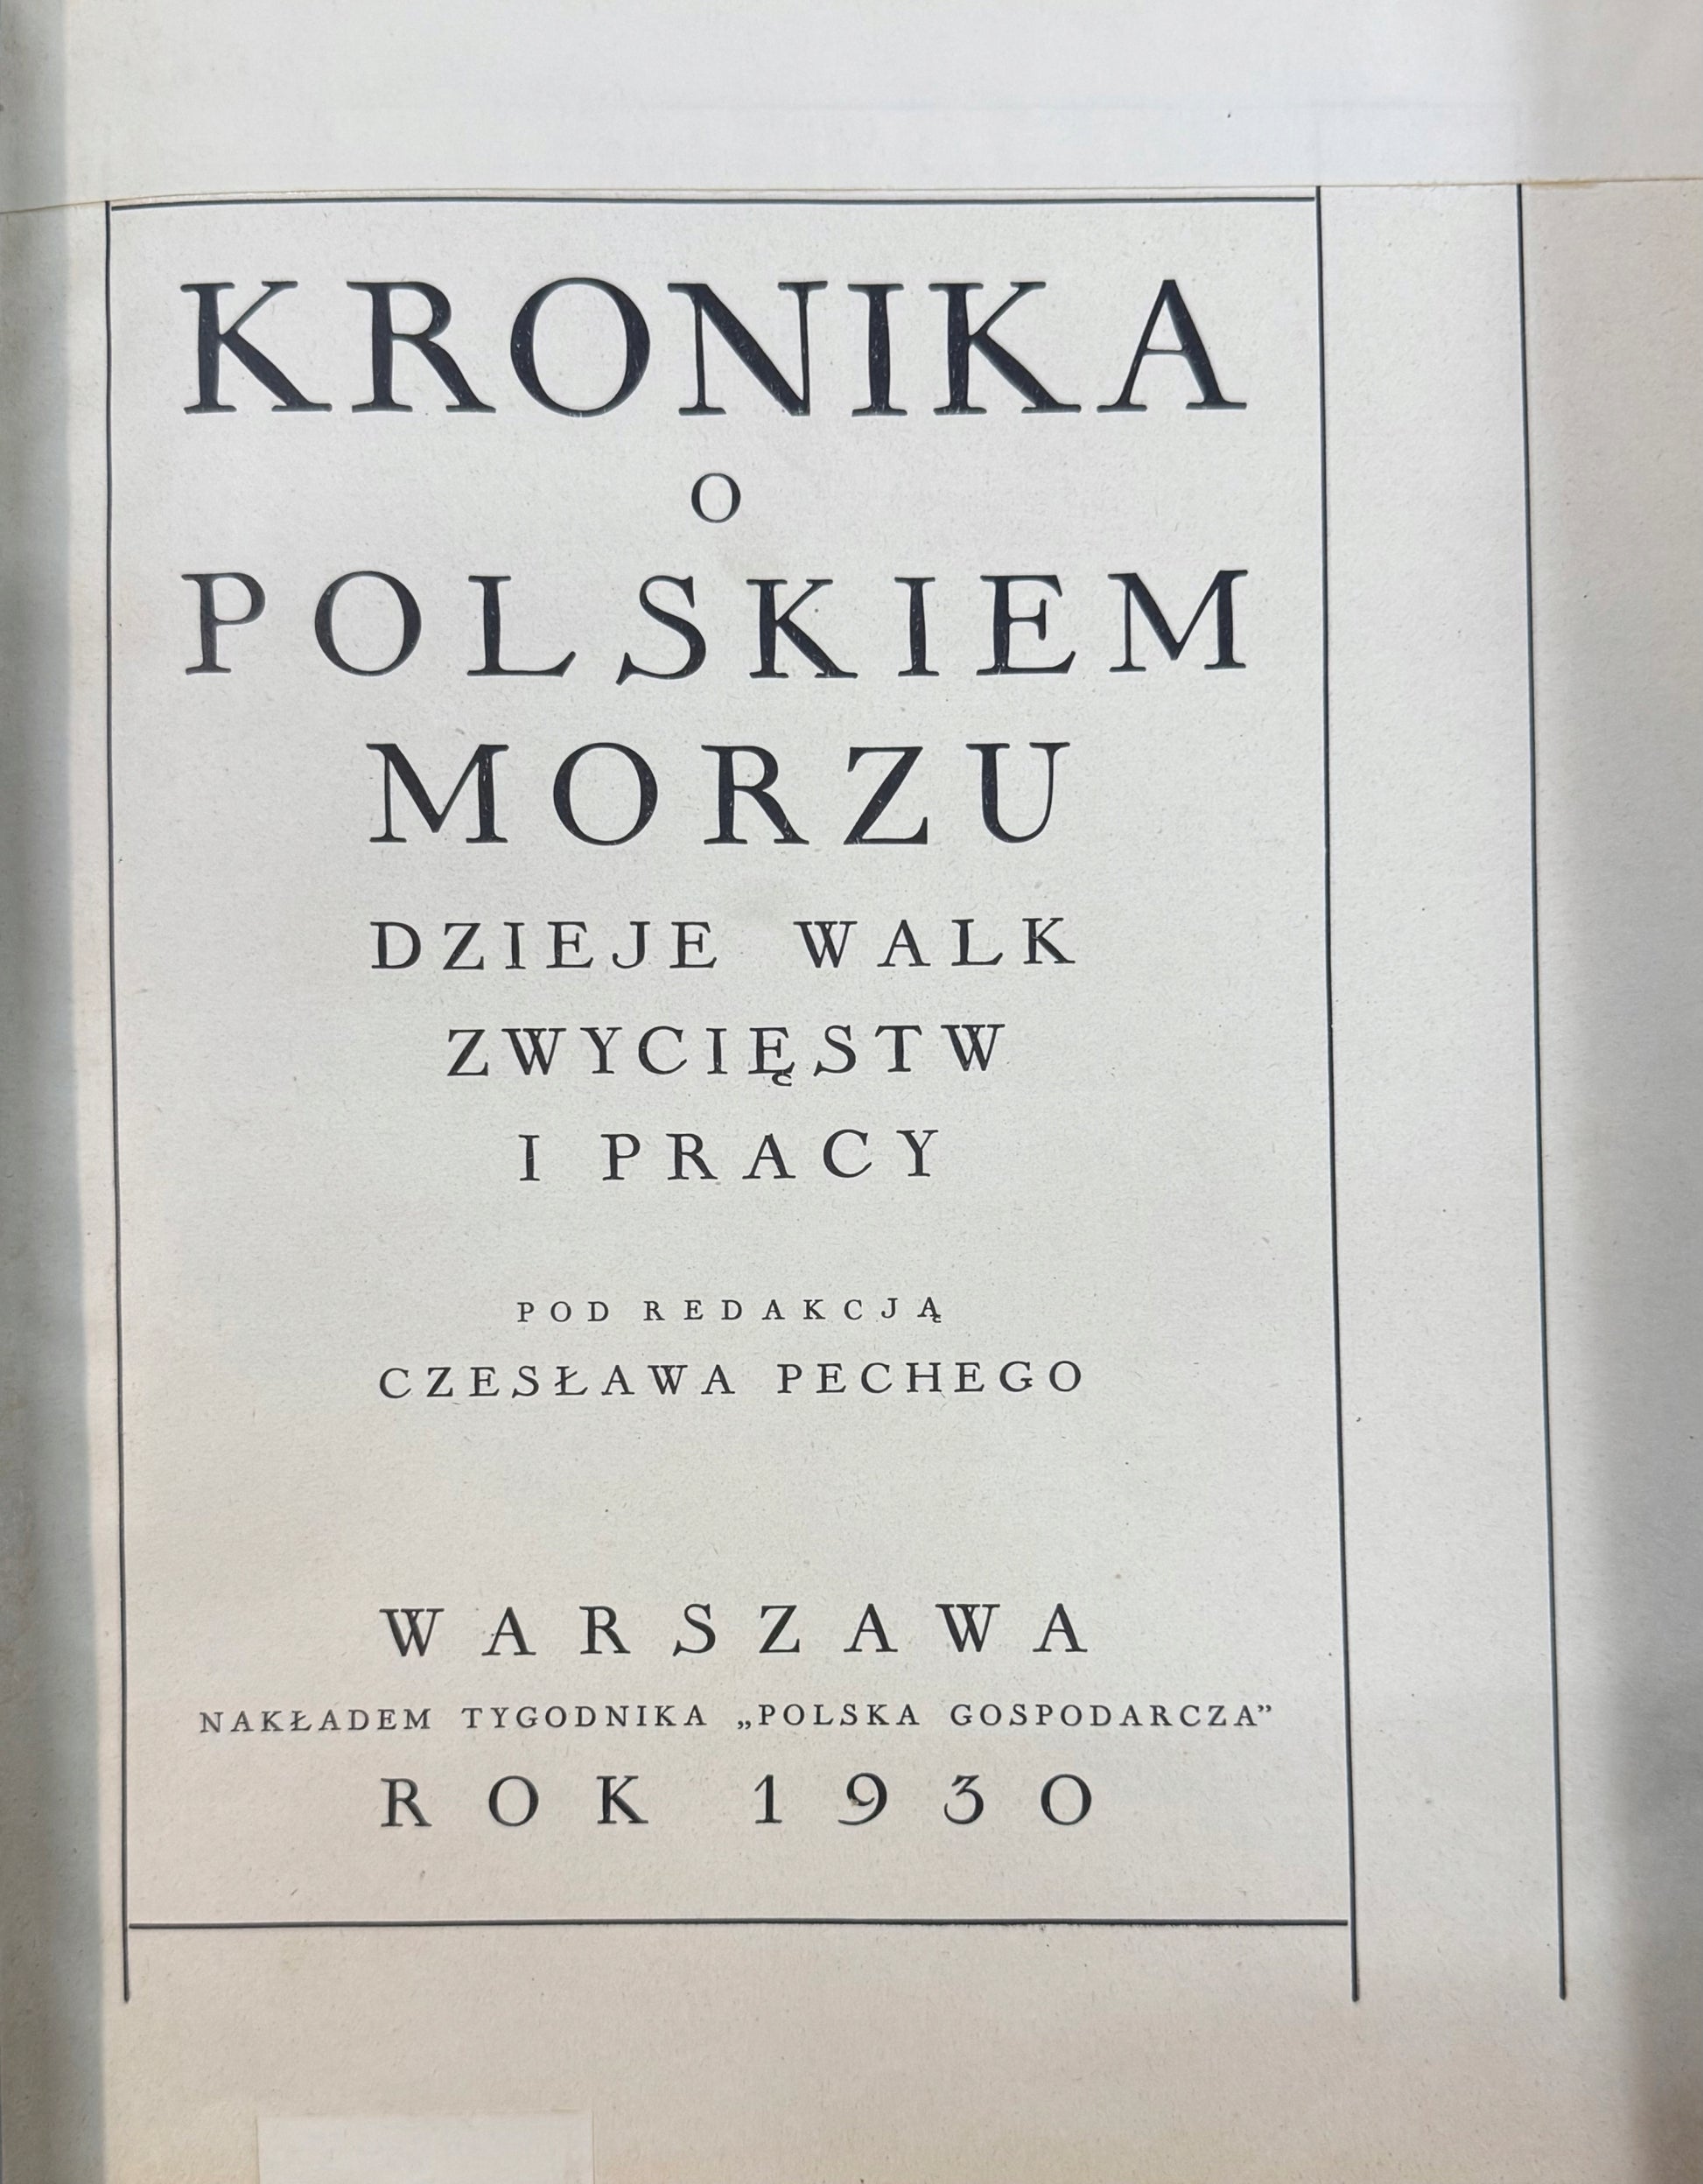 KRONIKA
O
POLSKIEM
MORZU
DZIEJE WALK
ZWYCIĘSTW
I PRACY
POD REDAKCJĄ
CZESŁAWA PECHEGO
WARSZAWA
NAKŁADEM TYGODNIKA „POLSKA GOSPODARCZA”
ROK 1930